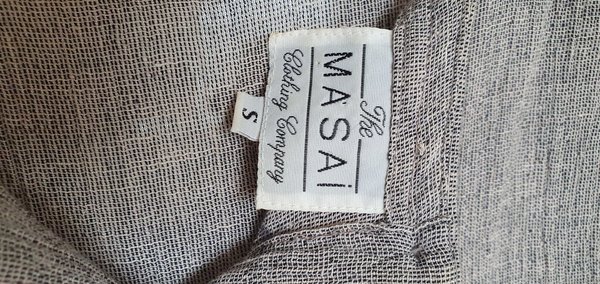 The
MASAi
Clothing Company
S